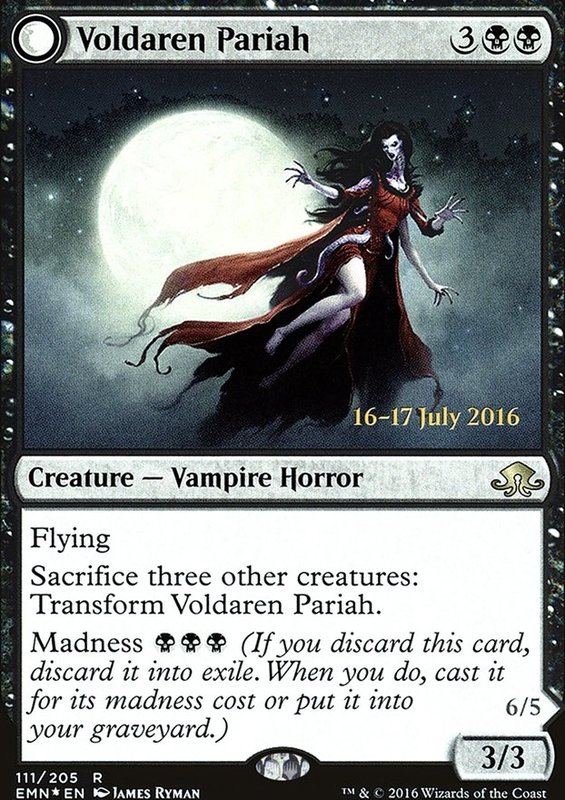 Voldaren Pariah 3
16–17 July 2016
Creature — Vampire Horror
Flying
Sacrifice three other creatures:
Transform Voldaren Pariah.
Madness (If you discard this card,
discard it into exile. When you do, cast it
for its madness cost or put it into
your graveyard.)
6/5
3/3
111/205 R
EMN★EN James Ryman
™ & © 2016 Wizards of the Coast